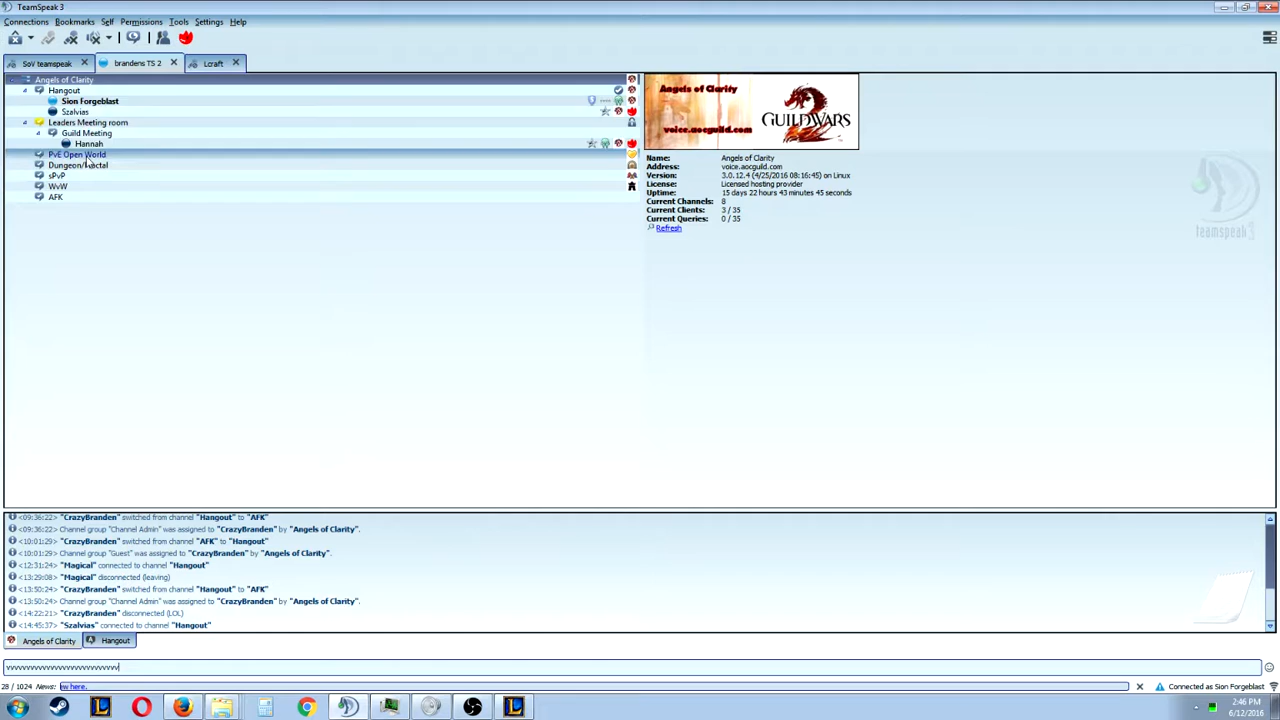 TeamSpeak 3
Connections Bookmarks Self Permissions Tools Settings Help
SoV teamspeak brandens TS 2 Lcraft
Angels of Clarity
Hangout
Sion Forgeblast
Szalvias
Leaders Meeting room
Guild Meeting
Hannah
PvE Open World
Dungeon/Fractal
sPvP
WvW
AFK
Angels of Clarity
voice.aocguild.com
GUILDWARS
2
Name: Angels of Clarity
Address: voice.aocguild.com
Version: 3.0.12.4 (4/25/2016 08:16:45) on Linux
License: Licensed hosting provider
Uptime: 15 days 22 hours 43 minutes 45 seconds
Current Channels: 8
Current Clients: 3 / 35
Current Queries: 0 / 35
Refresh
teamspeak
<09:36:22> "CrazyBranden" switched from channel "Hangout" to "AFK"
<09:36:22> Channel group "Channel Admin" was assigned to "CrazyBranden" by "Angels of Clarity".
<10:01:29> "CrazyBranden" switched from channel "AFK" to "Hangout"
<10:01:29> Channel group "Guest" was assigned to "CrazyBranden" by "Angels of Clarity".
<12:31:24> "Magical" connected to channel "Hangout"
<13:29:08> "Magical" disconnected (leaving)
<13:50:24> "CrazyBranden" switched from channel "Hangout" to "AFK"
<13:50:24> Channel group "Channel Admin" was assigned to "CrazyBranden" by "Angels of Clarity".
<14:22:21> "CrazyBranden" disconnected (LOL)
<14:45:37> "Szalvias" connected to channel "Hangout"
Angels of Clarity Hangout
vvvvvvvvvvvvvvvvvvvvvvvvvvvv
28 / 1024 News: w here. Connected as Sion Forgeblast
2:46 PM
6/12/2016